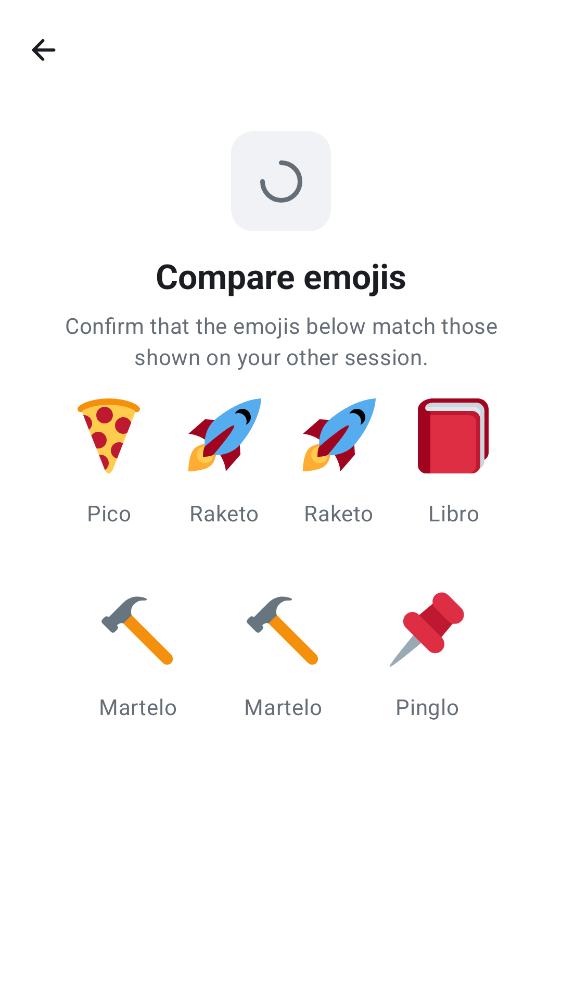 Compare emojis
Confirm that the emojis below match those
shown on your other session.
Pico
Raketo
Raketo
Libro
Martelo
Martelo
Pinglo